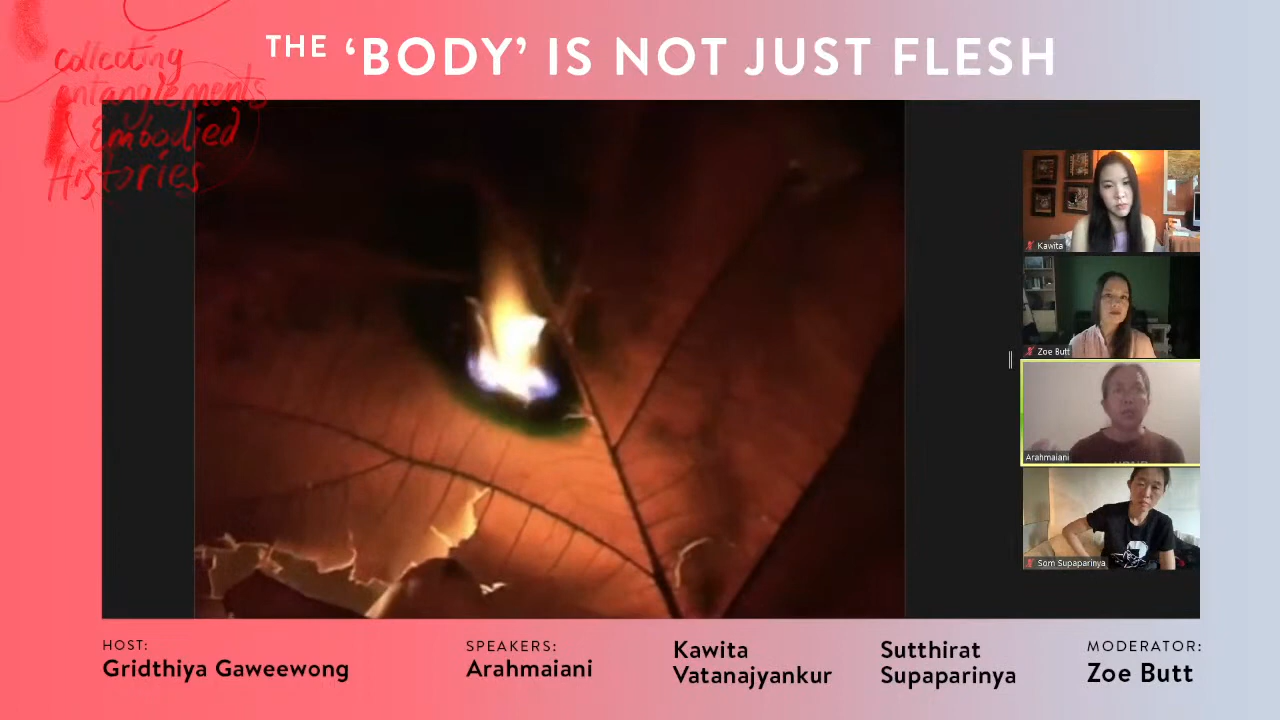 collecting
entanglements
Embodied
Histories
THE ‘BODY’ IS NOT JUST FLESH
Kawita
Zoe Butt
Arahmaiani
Som Supaparinya
HOST:
Gridthiya Gaweewong
SPEAKERS:
Arahmaiani
Kawita
Vatanajyankur
Sutthirat
Supaparinya
MODERATOR:
Zoe Butt